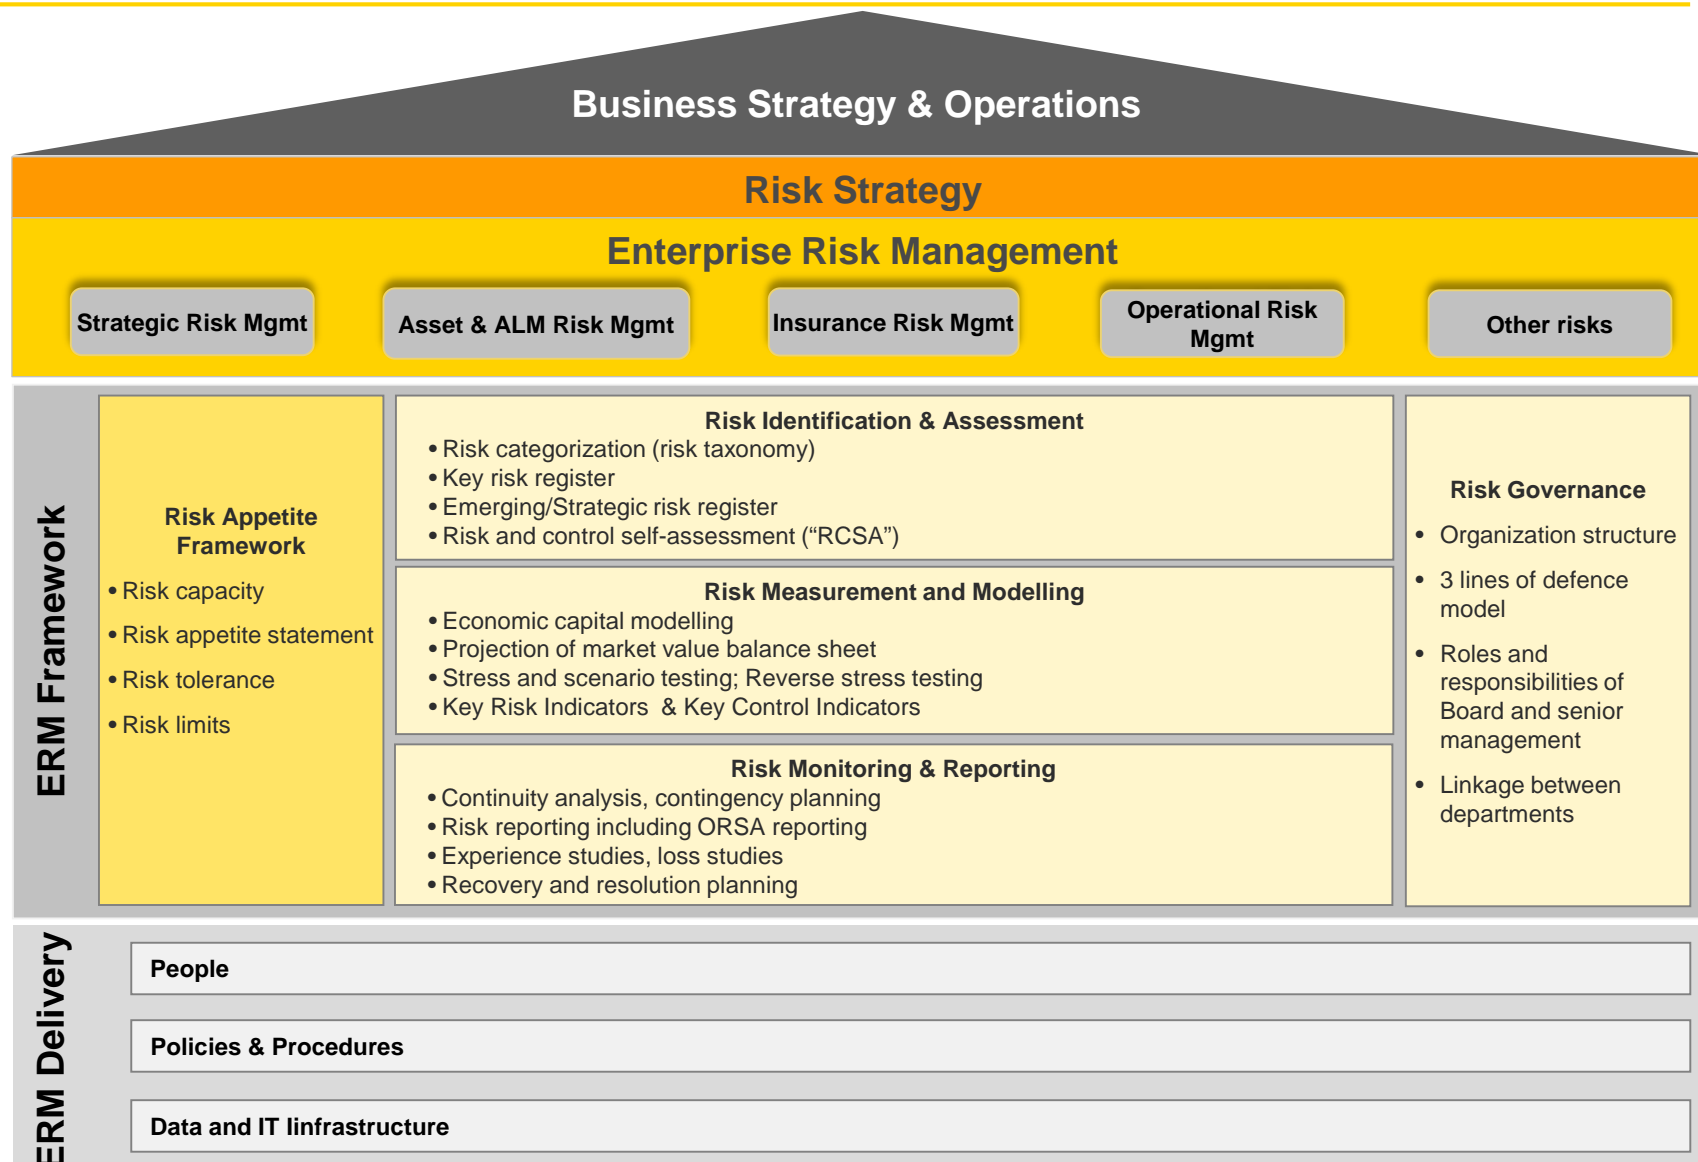 Business Strategy & Operations
Risk Strategy
Enterprise Risk Management
Strategic Risk Mgmt
Asset & ALM Risk Mgmt
Insurance Risk Mgmt
Operational Risk
Mgmt
Other risks
ERM Framework
Risk Appetite
Framework
• Risk capacity
• Risk appetite statement
• Risk tolerance
• Risk limits
Risk Identification & Assessment
• Risk categorization (risk taxonomy)
• Key risk register
• Emerging/Strategic risk register
• Risk and control self-assessment (“RCSA”)
Risk Measurement and Modelling
• Economic capital modelling
• Projection of market value balance sheet
• Stress and scenario testing; Reverse stress testing
• Key Risk Indicators  & Key Control Indicators
Risk Monitoring & Reporting
• Continuity analysis, contingency planning
• Risk reporting including ORSA reporting
• Experience studies, loss studies
• Recovery and resolution planning
Risk Governance
• Organization structure
• 3 lines of defence
model
• Roles and
responsibilities of
Board and senior
management
• Linkage between
departments
ERM Delivery
People
Policies & Procedures
Data and IT Iinfrastructure